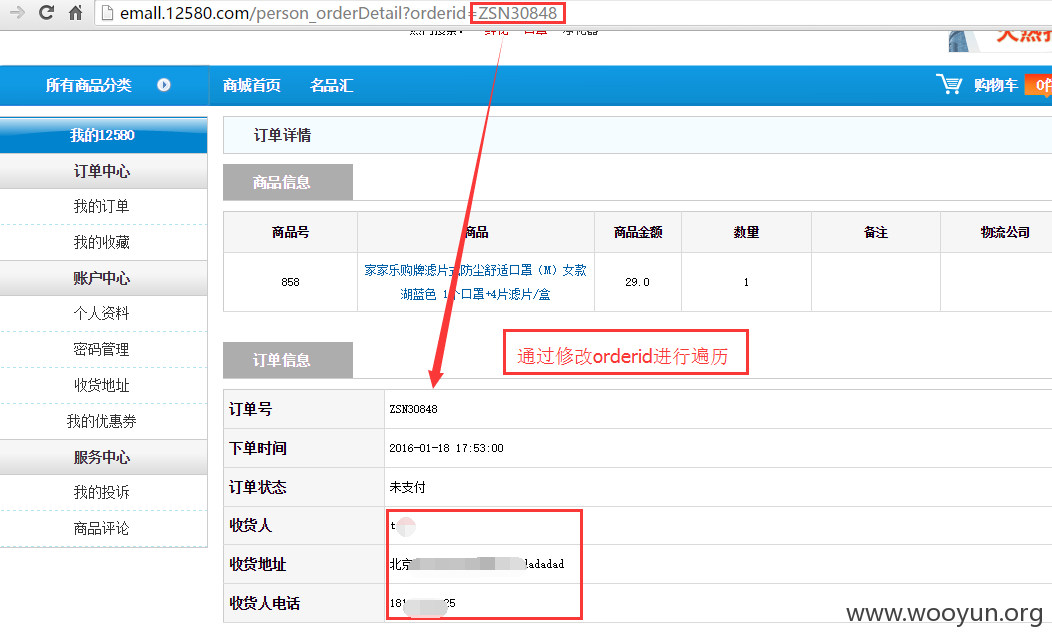 emall.12580.com/person_orderDetail?orderid=ZSN30848
所有商品分类 商城首页 名品汇 购物车
我的12580
订单中心
我的订单
我的收藏
账户中心
个人资料
密码管理
收货地址
我的优惠券
服务中心
我的投诉
商品评论
订单详情
商品信息
商品号 商品 商品金额 数量 备注 物流公司
858 家家乐购牌滤片式防尘舒适口罩（M）女款 29.0 1
湖蓝色 1个口罩+4片滤片/盒
通过修改orderid进行遍历
订单信息
订单号 ZSN30848
下单时间 2016-01-18 17:53:00
订单状态 未支付
收货人 t
收货地址 北京 dadadad
收货人电话 181 25
www.wooyun.org